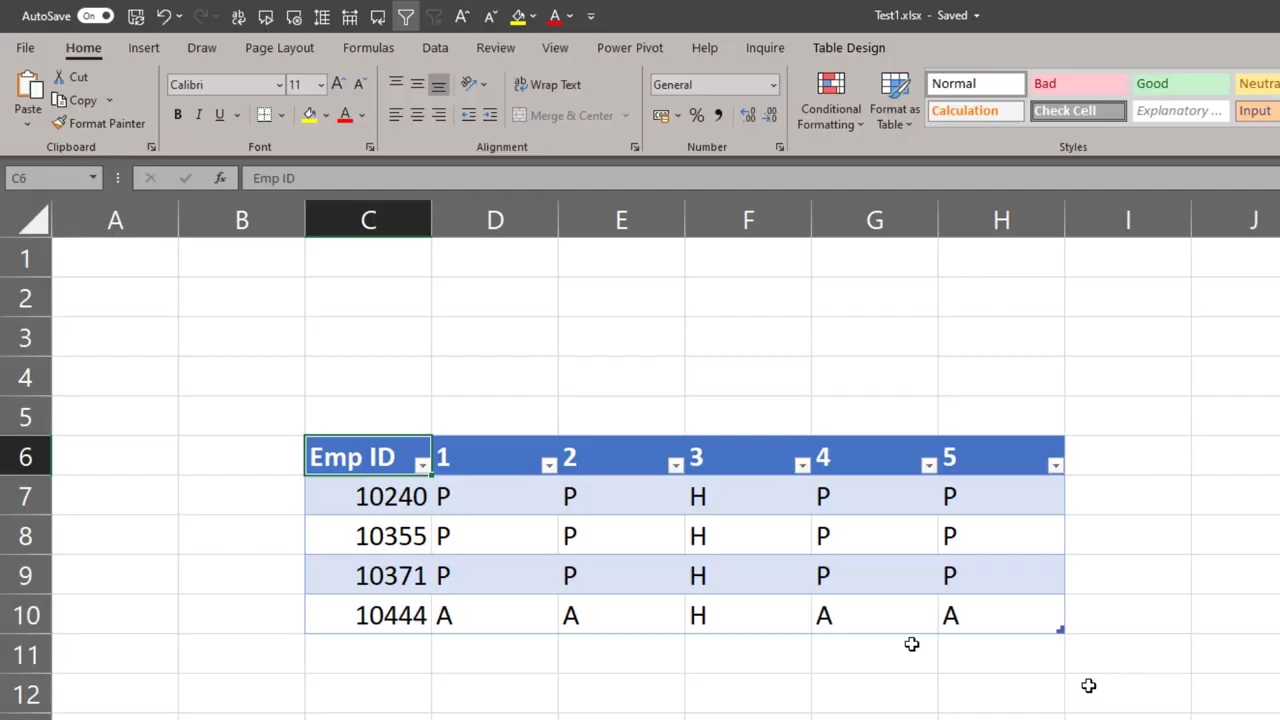 AutoSave On Test1.xlsx - Saved
File Home Insert Draw Page Layout Formulas Data Review View Power Pivot Help Inquire Table Design
Cut Calibri 11 Wrap Text General Normal Bad Good Neutra
Paste Copy Conditional Format as
Format Painter B I U Merge & Center Formatting Table Calculation Check Cell Explanatory ... Input
Clipboard Font Alignment Number Styles
C6 fx Emp ID
A B C D E F G H I J
1
2
3
4
5
6 Emp ID 1 2 3 4 5
7 10240 P P H P P
8 10355 P P H P P
9 10371 P P H P P
10 10444 A A H A A
11
12